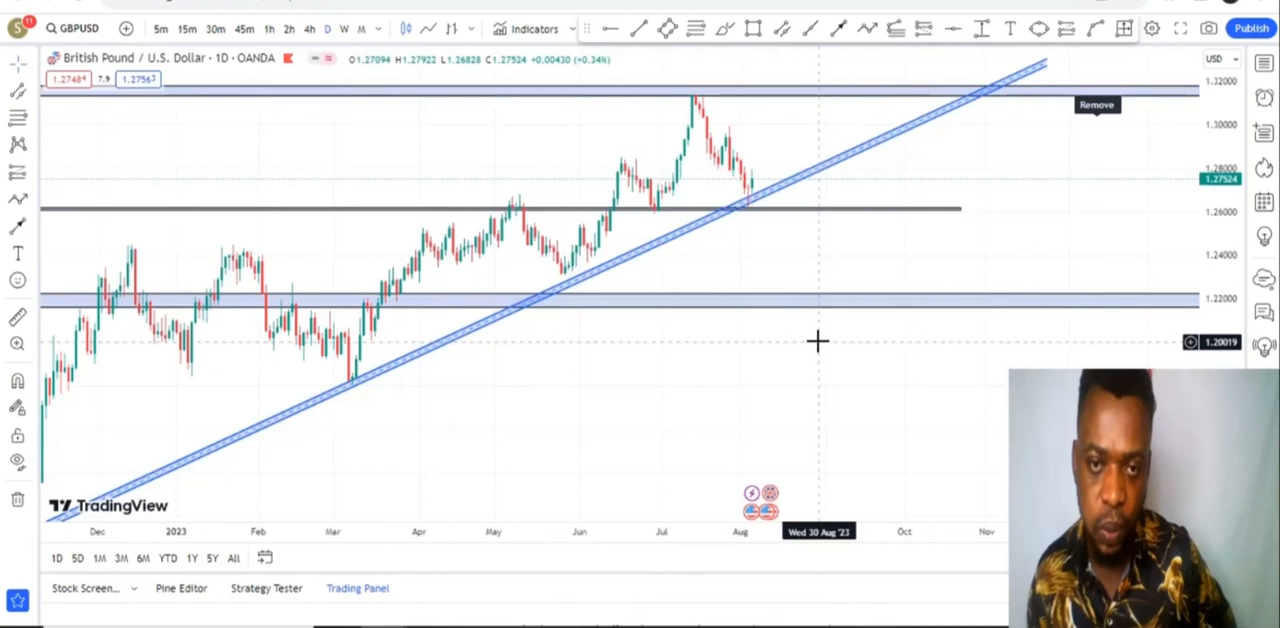 S 11 GBPUSD 5m 15m 30m 45m 1h 2h 4h D W M Indicators T Publish
British Pound / U.S. Dollar · 1D · OANDA O1.27094 H1.27922 L1.26828 C1.27524 +0.00430 (+0.34%) USD
1.27484 7.9 1.27563
1.32000
Remove
1.30000
1.28000
1.27524
1.26000
1.24000
1.22000
1.20019
TradingView
Dec 2023 Feb Mar Apr May Jun Jul Aug Wed 30 Aug '23 Oct Nov
1D 5D 1M 3M 6M YTD 1Y 5Y All
Stock Screen... Pine Editor Strategy Tester Trading Panel